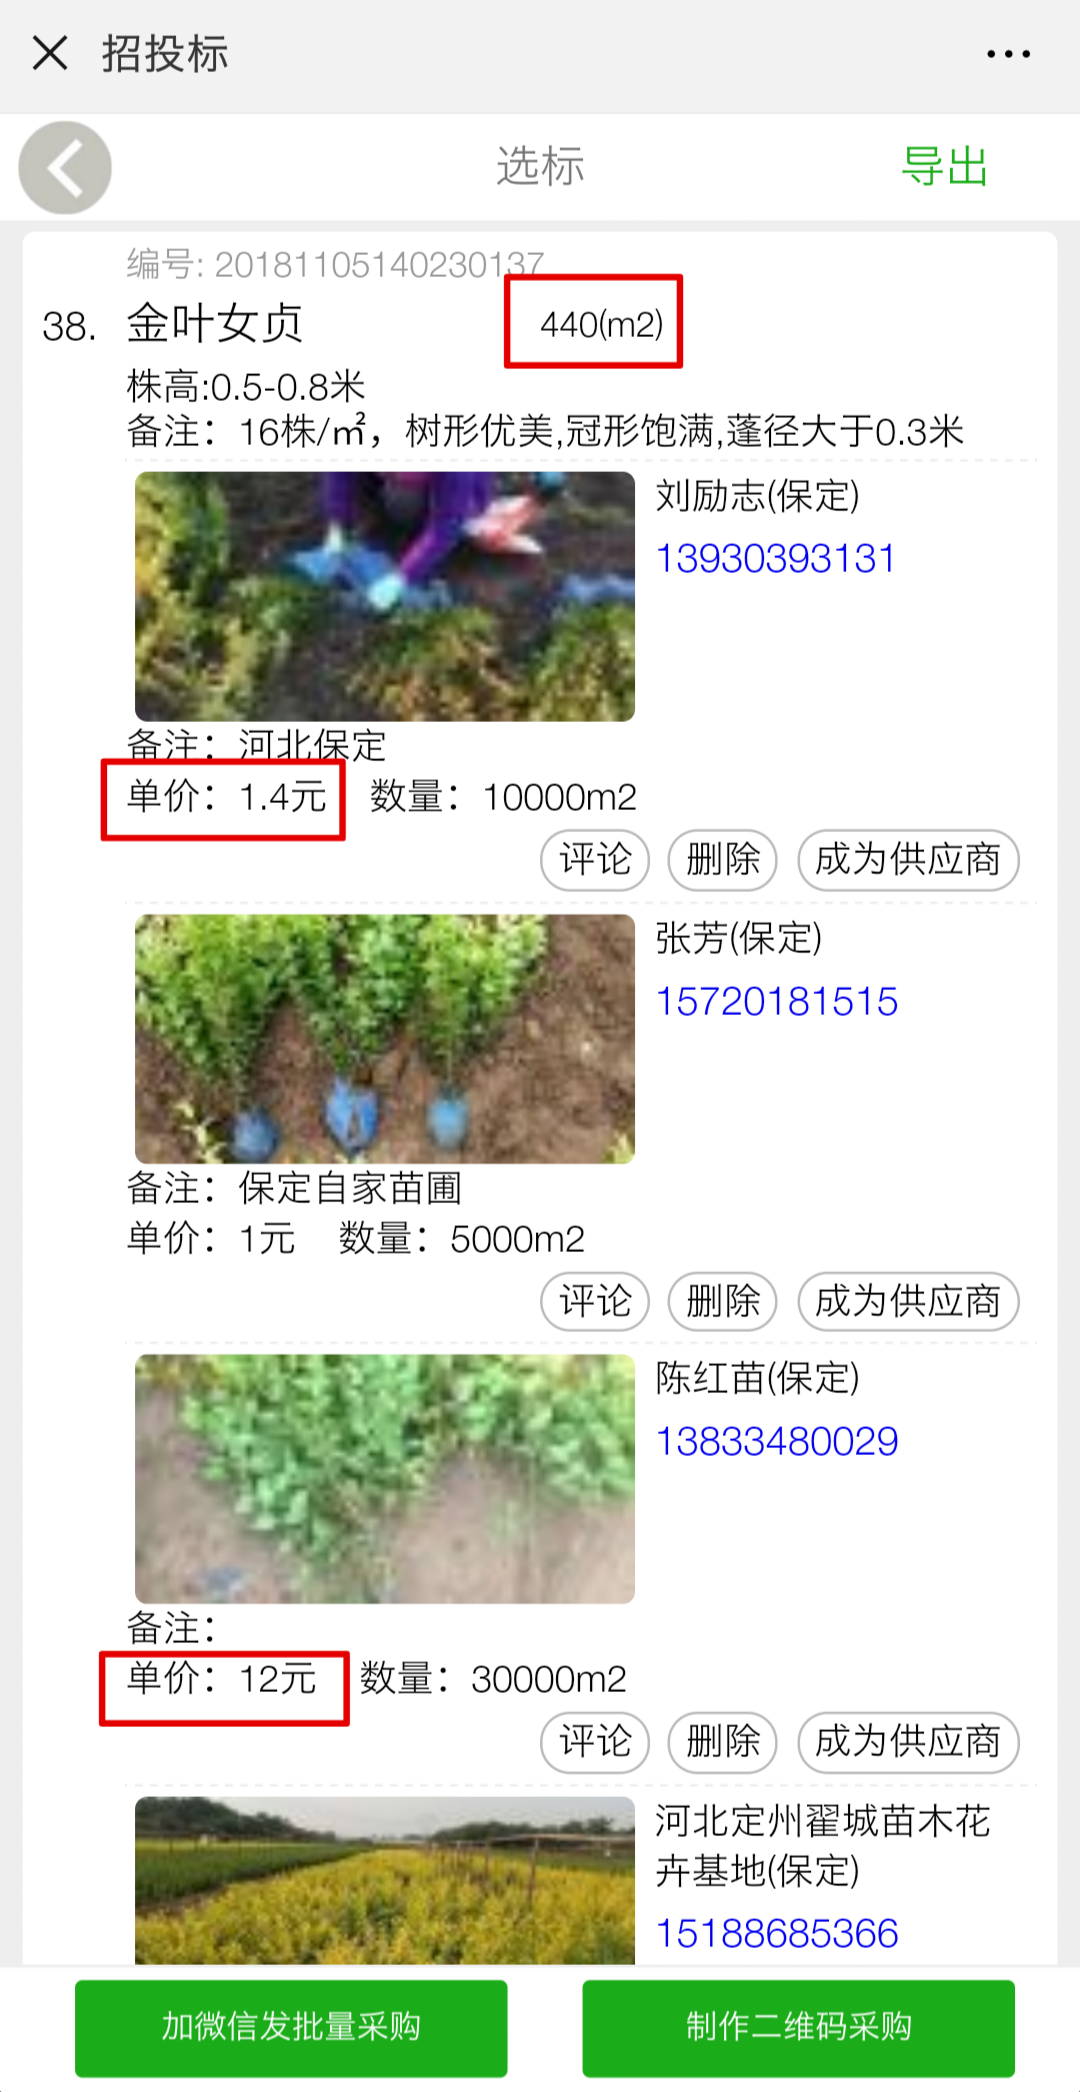 招投标
选标
导出
编号: 20181105140230137
38. 金叶女贞 440(m2)
株高:0.5-0.8米
备注：16株/㎡，树形优美,冠形饱满,蓬径大于0.3米
刘励志(保定)
13930393131
备注：河北保定
单价：1.4元 数量：10000m2
评论 删除 成为供应商
张芳(保定)
15720181515
备注：保定自家苗圃
单价：1元 数量：5000m2
评论 删除 成为供应商
陈红苗(保定)
13833480029
备注：
单价：12元 数量：30000m2
评论 删除 成为供应商
河北定州翟城苗木花
卉基地(保定)
15188685366
加微信发批量采购
制作二维码采购